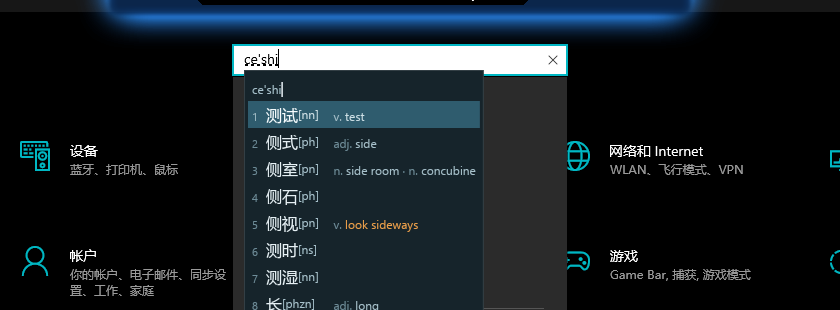 ce'shi
ce'shi
1 测试[nn] v. test
2 侧式[ph] adj. side
3 侧室[pn] n. side room · n. concubine
4 侧石[ph]
5 侧视[pn] v. look sideways
6 测时[ns]
7 测湿[nn]
8 长[phzn] adj. long
设备
蓝牙、打印机、鼠标
网络和 Internet
WLAN、飞行模式、VPN
帐户
你的帐户、电子邮件、同步设
置、工作、家庭
游戏
Game Bar, 捕获, 游戏模式